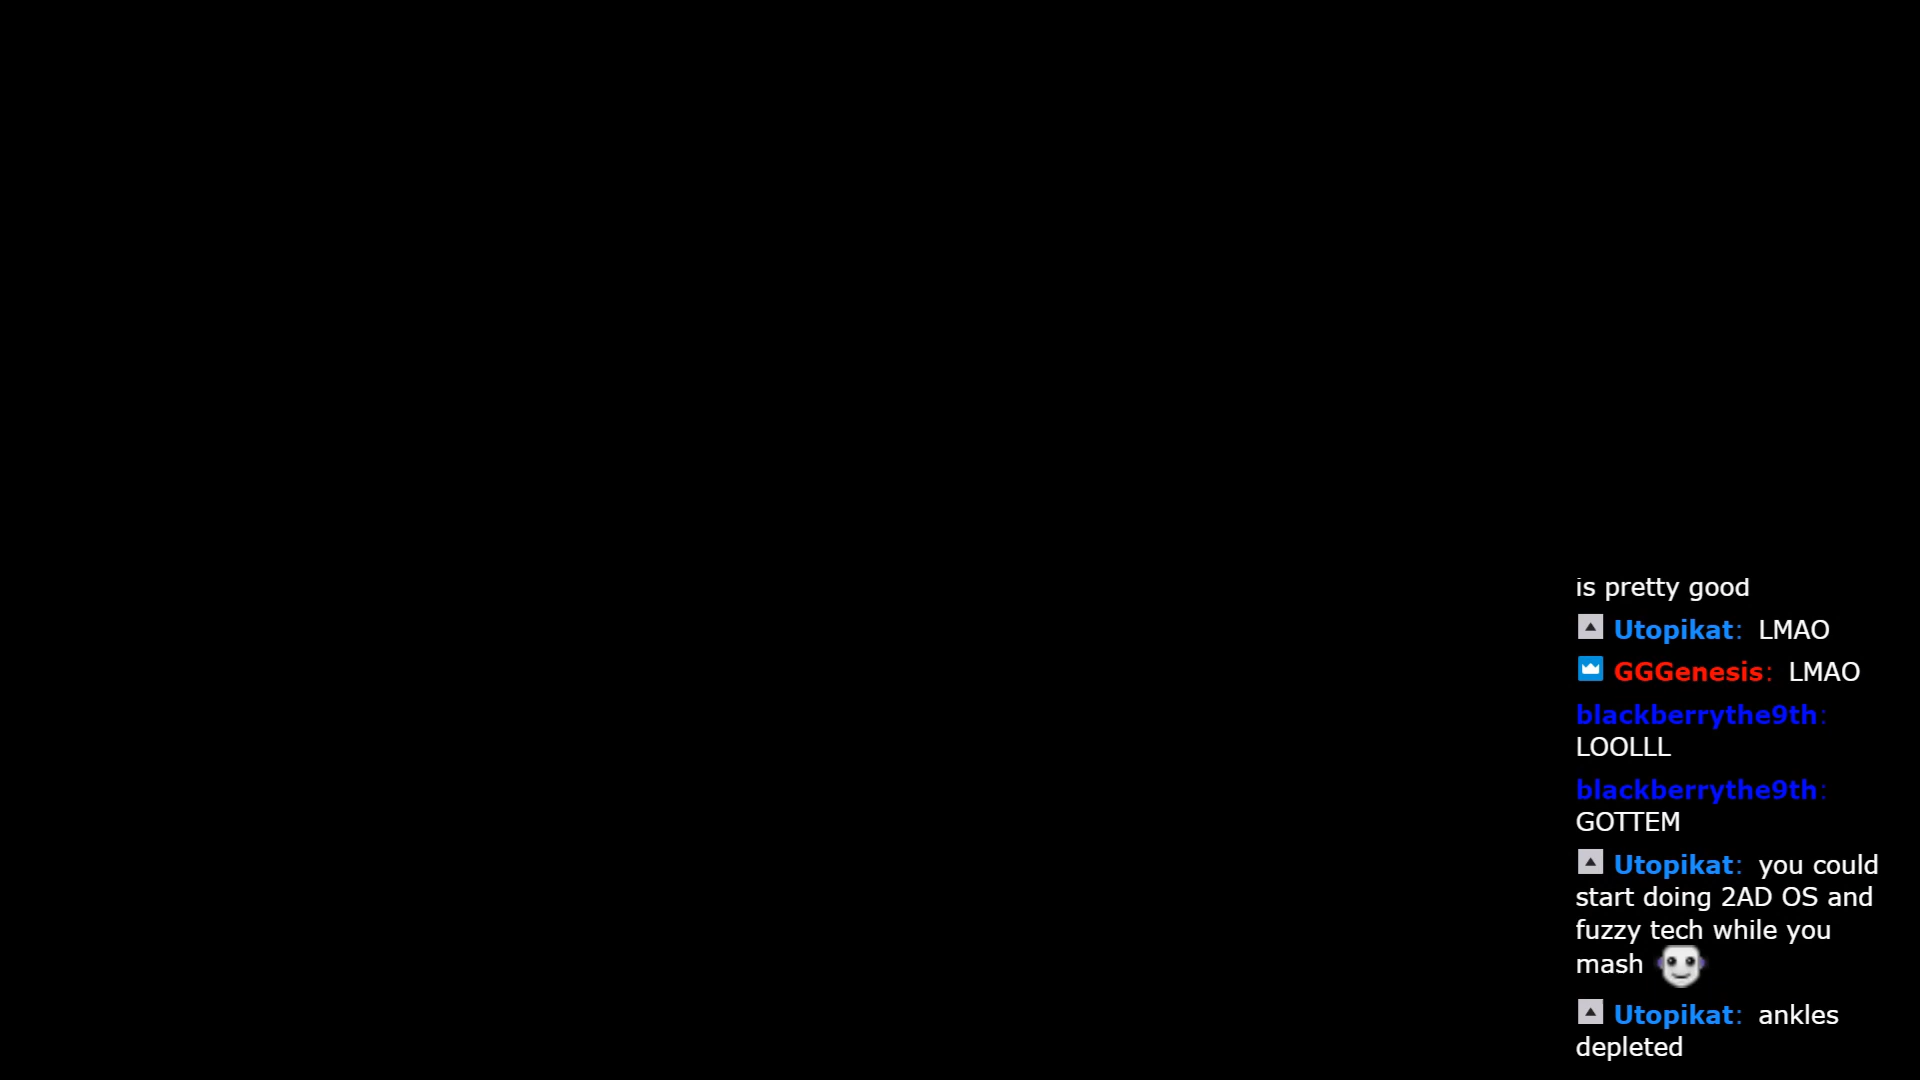 is pretty good
Utopikat: LMAO
GGGenesis: LMAO
blackberrythe9th:
LOOLLL
blackberrythe9th:
GOTTEM
Utopikat: you could
start doing 2AD OS and
fuzzy tech while you
mash
Utopikat: ankles
depleted